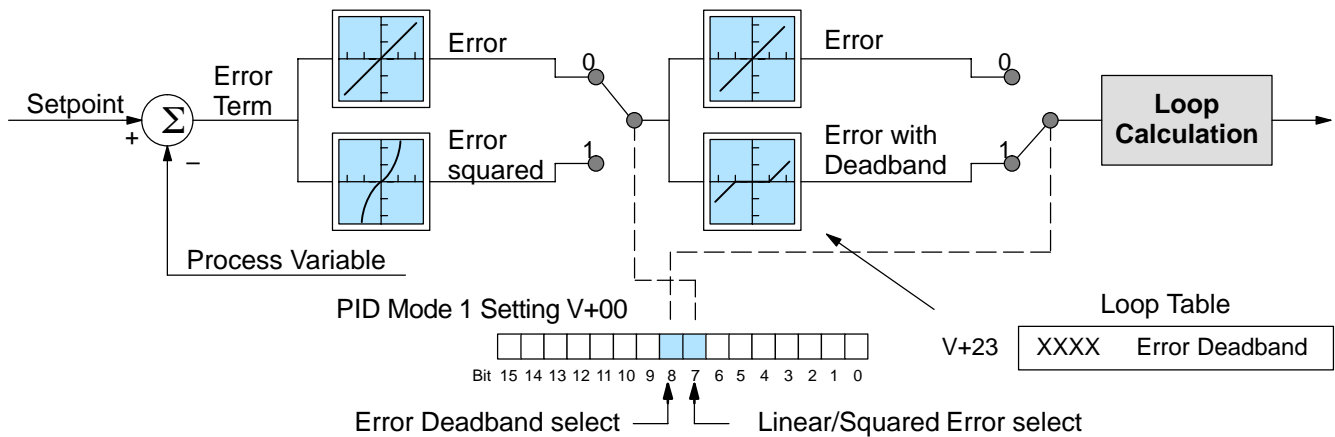 Setpoint
+
Σ
−
Error
Term
Error
0
Error
squared
1
Error
0
Error with
Deadband
1
Loop
Calculation
Process Variable
PID Mode 1 Setting V+00
Bit 15 14 13 12 11 10 9 8 7 6 5 4 3 2 1 0
Error Deadband select
Linear/Squared Error select
Loop Table
V+23 XXXX Error Deadband